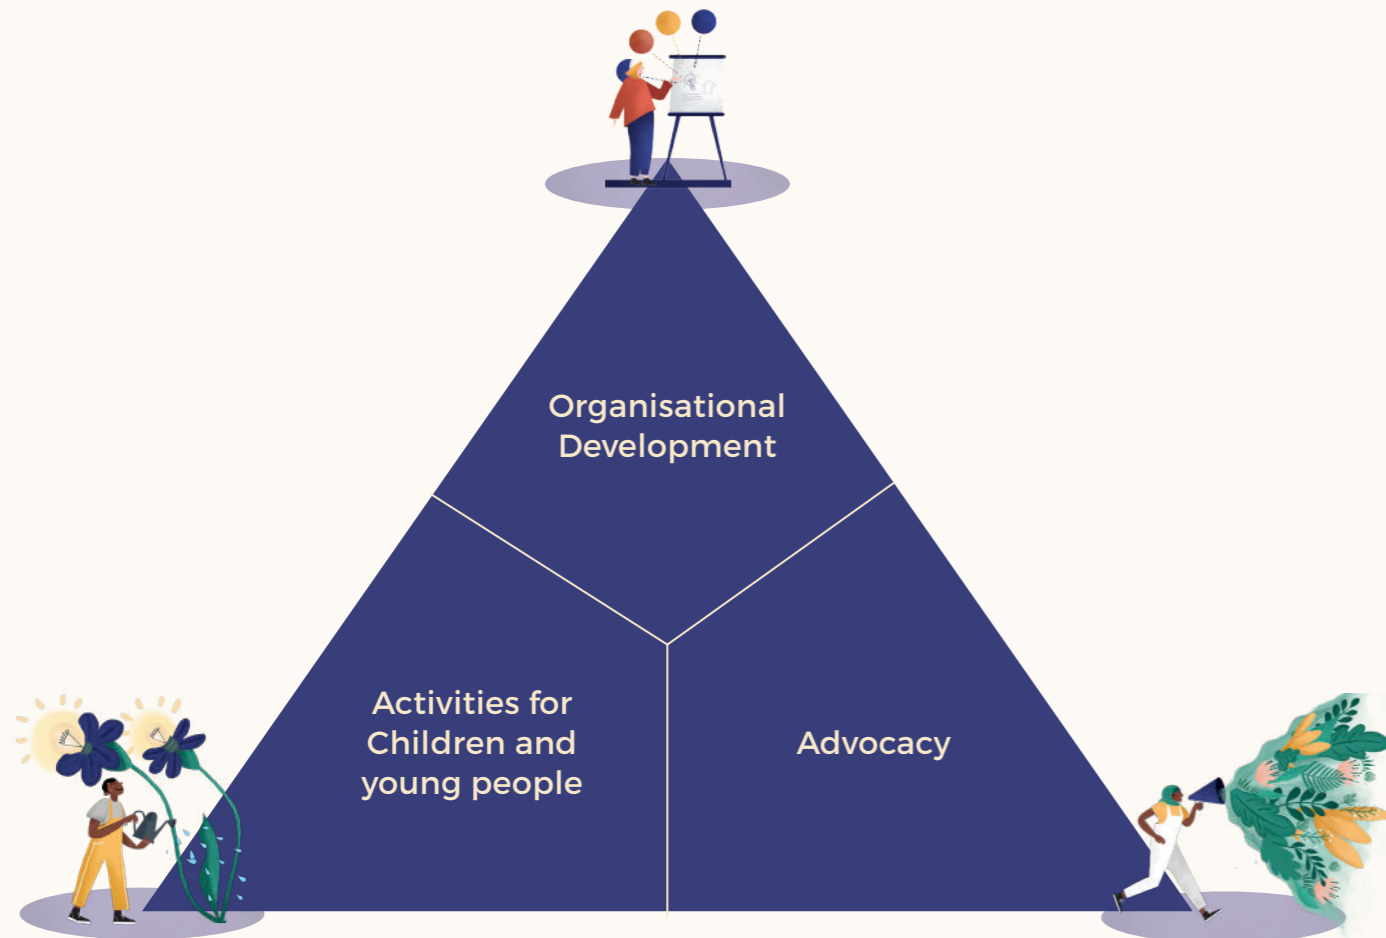 Organisational
Development
Activities for
Children and
young people
Advocacy